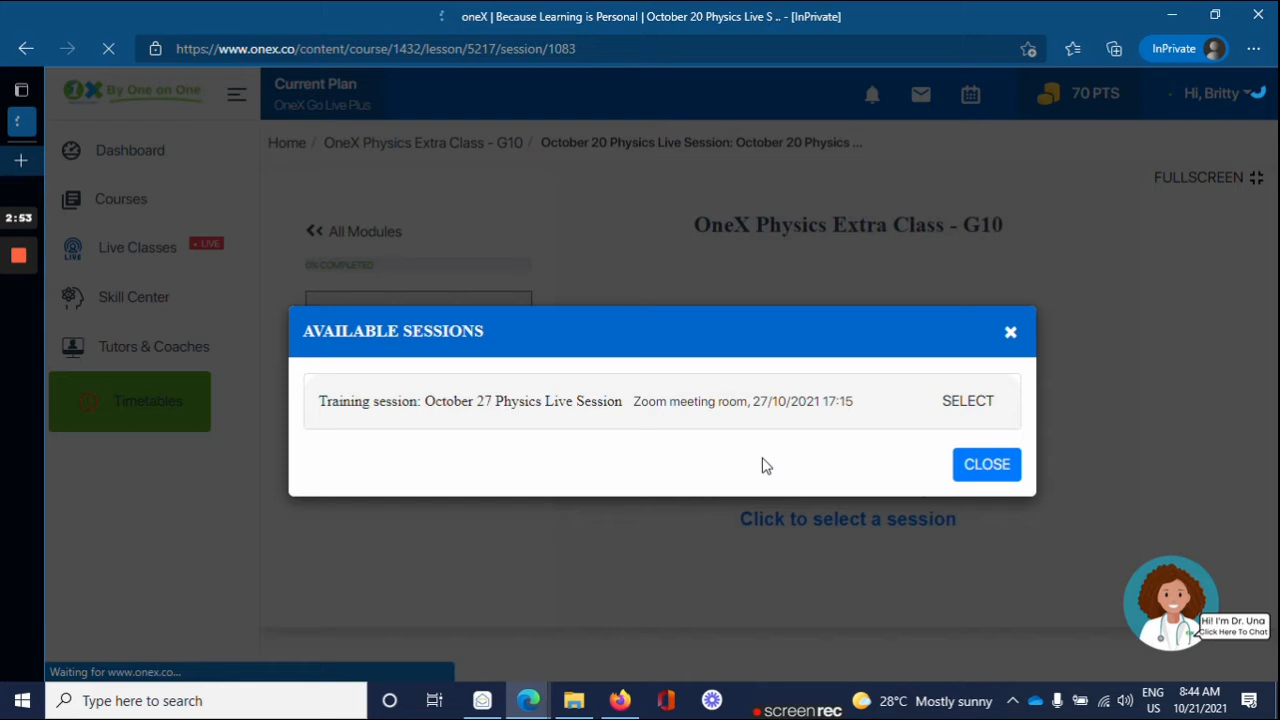 oneX | Because Learning is Personal | October 20 Physics Live S .. - [InPrivate]
https://www.onex.co/content/course/1432/lesson/5217/session/1083
InPrivate
1X By One on One
Current Plan
OneX Go Live Plus
70 PTS
Hi, Britty
Home / OneX Physics Extra Class - G10 / October 20 Physics Live Session: October 20 Physics ...
FULLSCREEN
Dashboard
Courses
Live Classes
• LIVE
LIVE
Skill Center
Tutors & Coaches
Timetables
2:53
All Modules
0% COMPLETED
OneX Physics Extra Class - G10
AVAILABLE SESSIONS
Training session: October 27 Physics Live Session Zoom meeting room, 27/10/2021 17:15 SELECT
CLOSE
Click to select a session
Hi! I'm Dr. Una
Click Here To Chat
Waiting for www.onex.co...
Type here to search
28°C Mostly sunny
ENG
US
8:44 AM
10/21/2021
screenrec